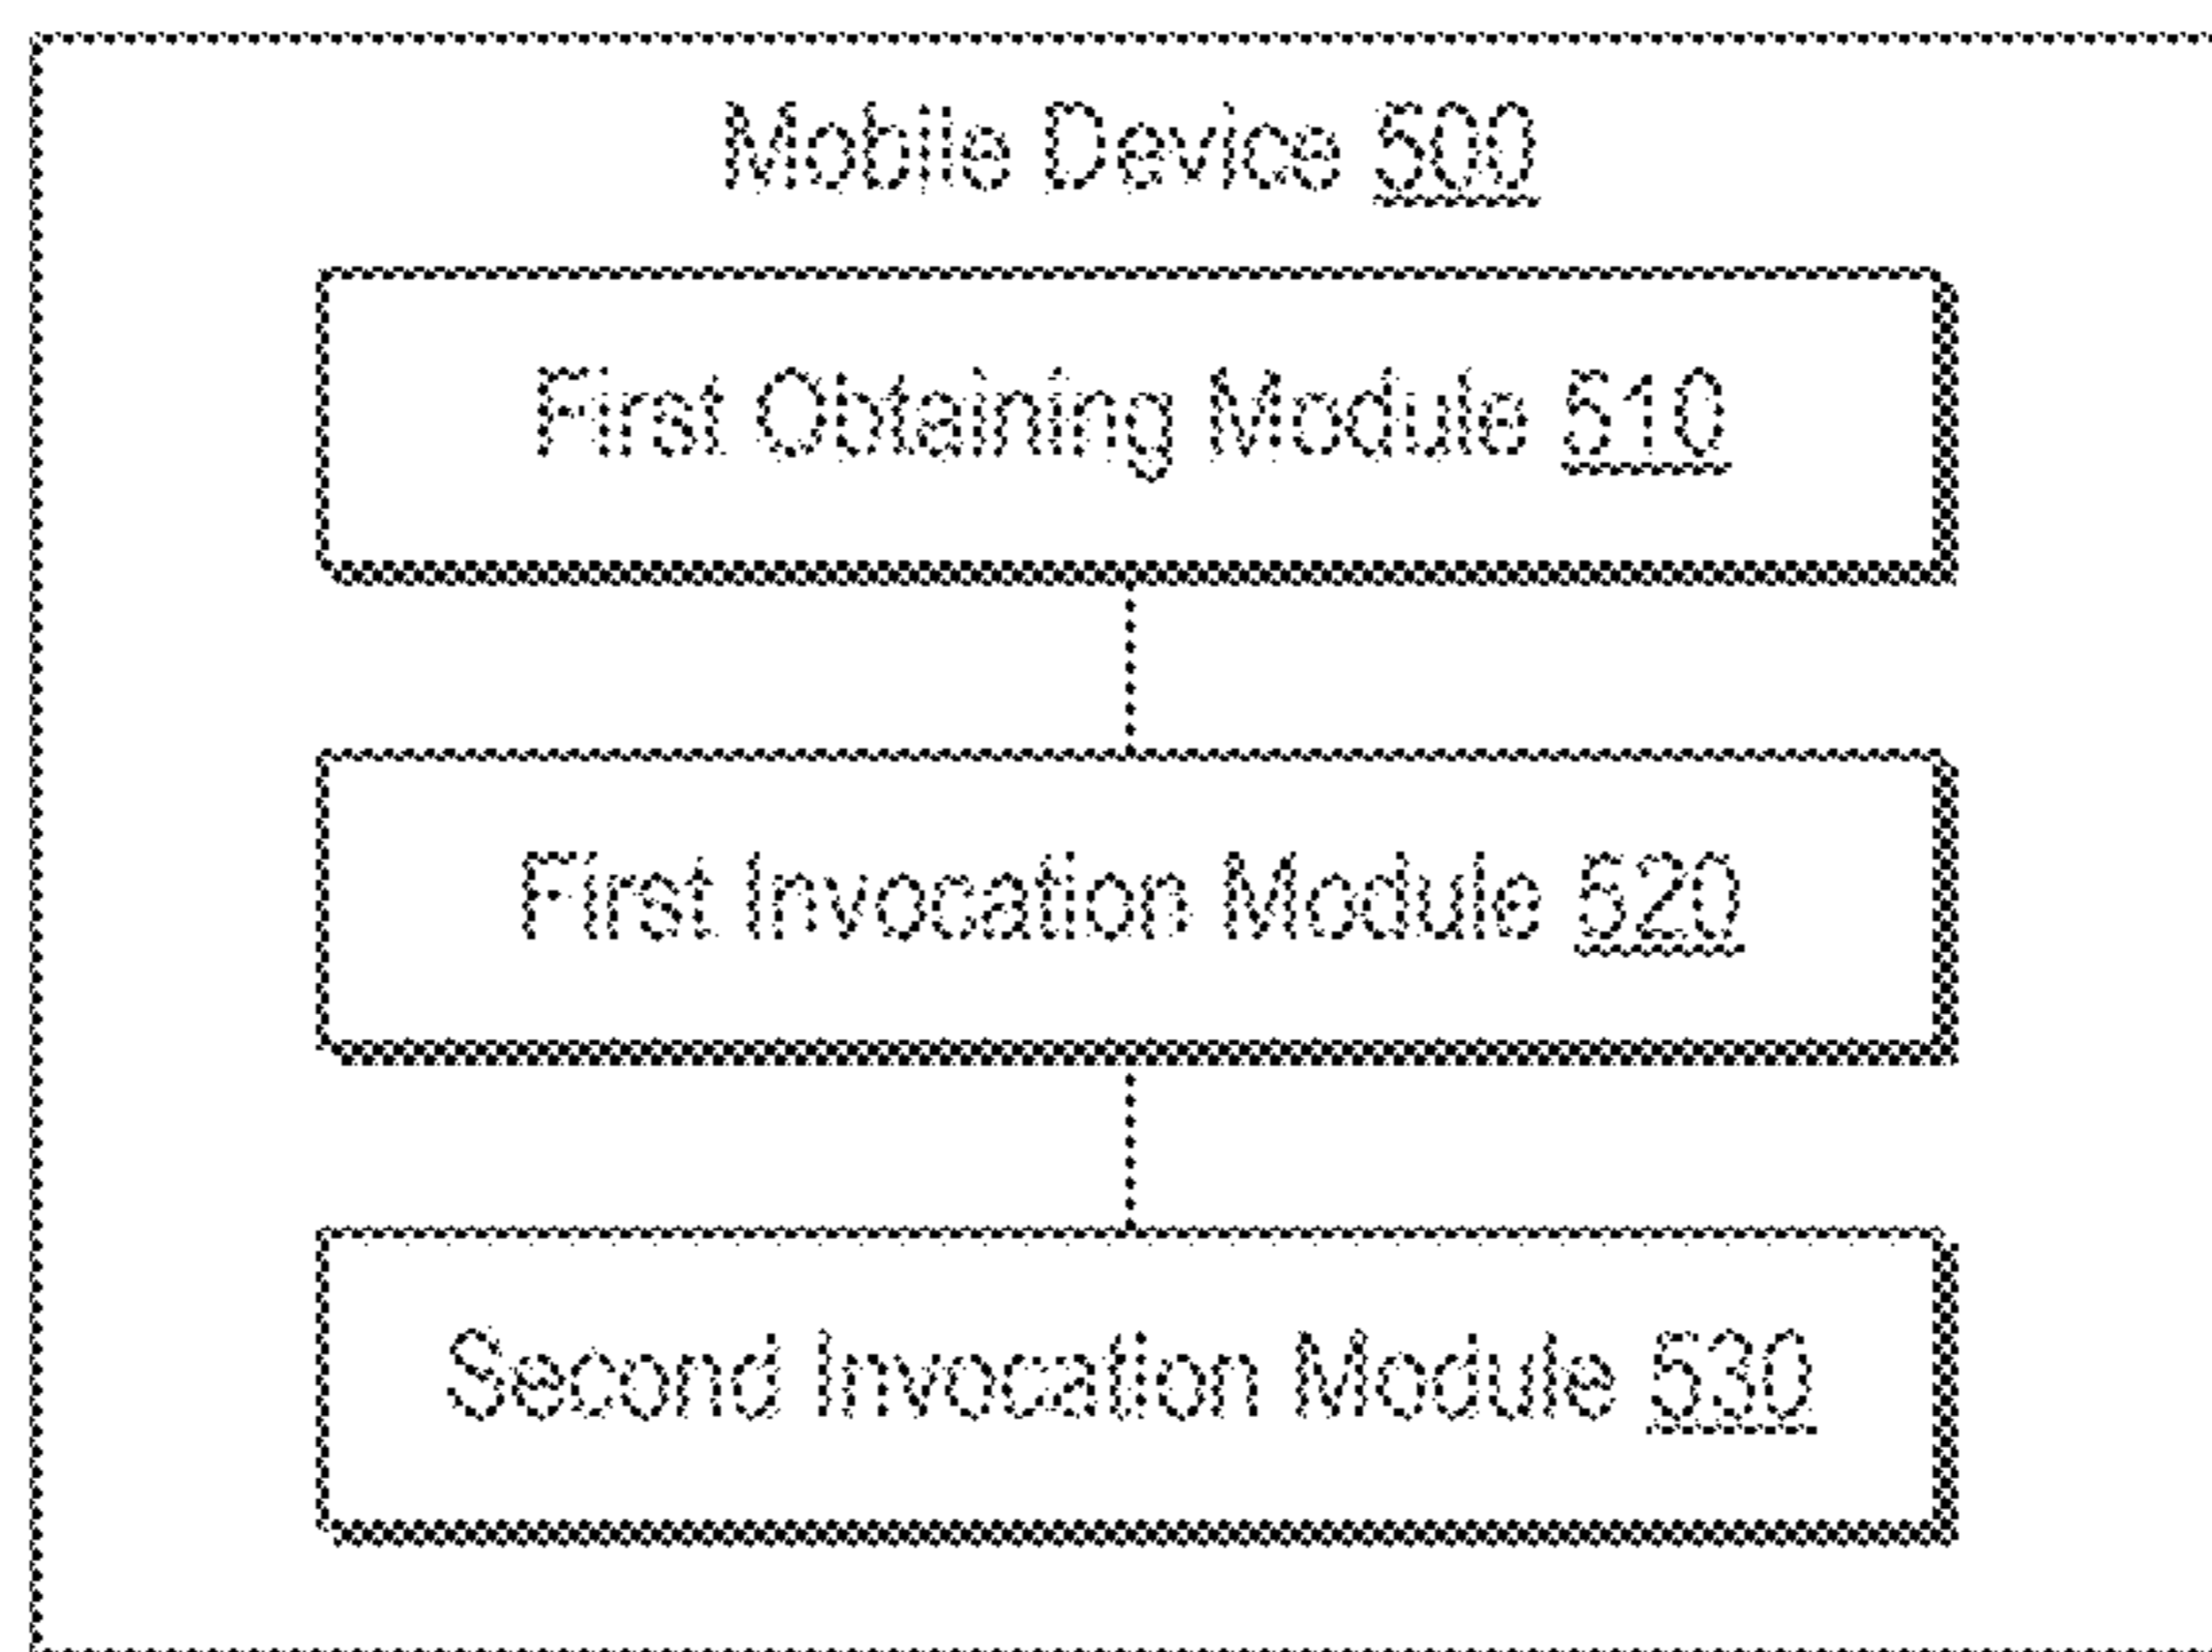 Mobile Device 500
First Obtaining Module 510
First Invocation Module 520
Second Invocation Module 530